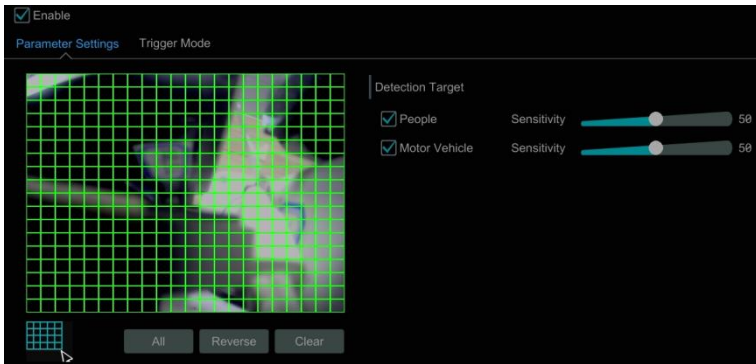 Enable
Parameter Settings Trigger Mode
Detection Target
People Sensitivity 50
Motor Vehicle Sensitivity 50
All Reverse Clear